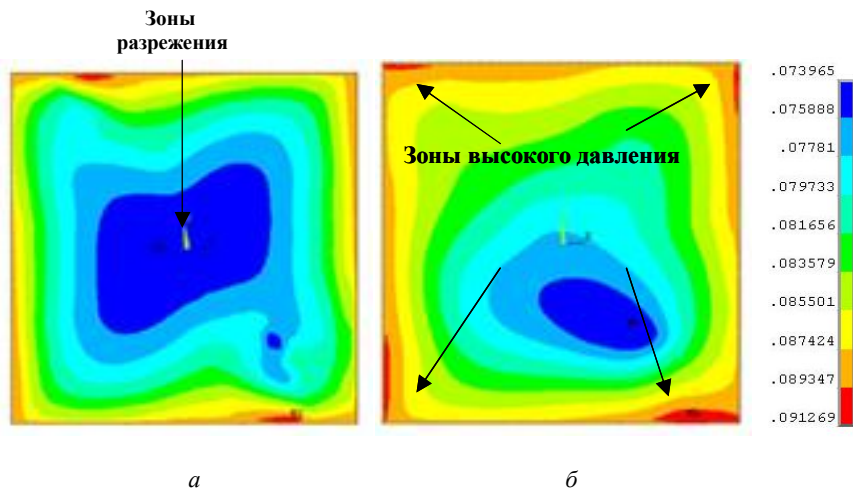 Зоны
разрежения
Зоны высокого давления
.073965
.075888
.07781
.079733
.081656
.083579
.085501
.087424
.089347
.091269
а
б